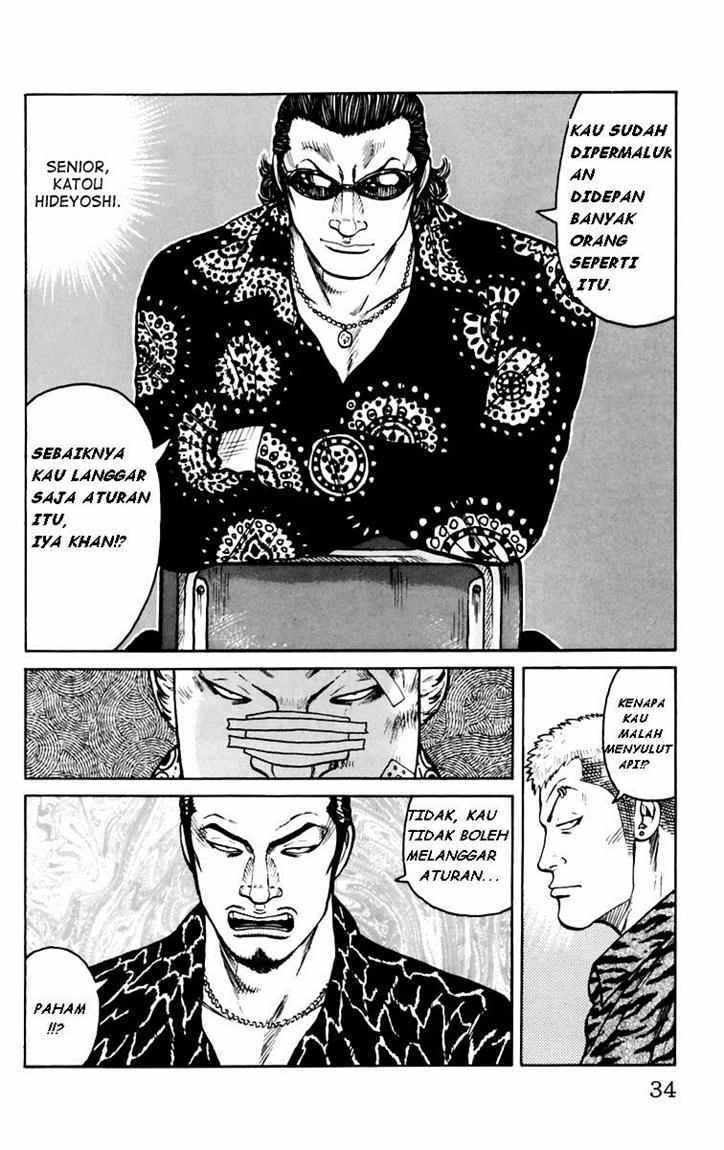 KAU SUDAH
DIPERMALUK
AN
DIDEPAN
BANYAK
ORANG
SEPERTI
ITU.
SENIOR,
KATOU
HIDEYOSHI.
SEBAIKNYA
KAU LANGGAR
SAJA ATURAN
ITU,
IYA KHAN!?
KENAPA
KAU
MALAH
MENYULUT
API!?
TIDAK, KAU
TIDAK BOLEH
MELANGGAR
ATURAN...
PAHAM
!!?
34